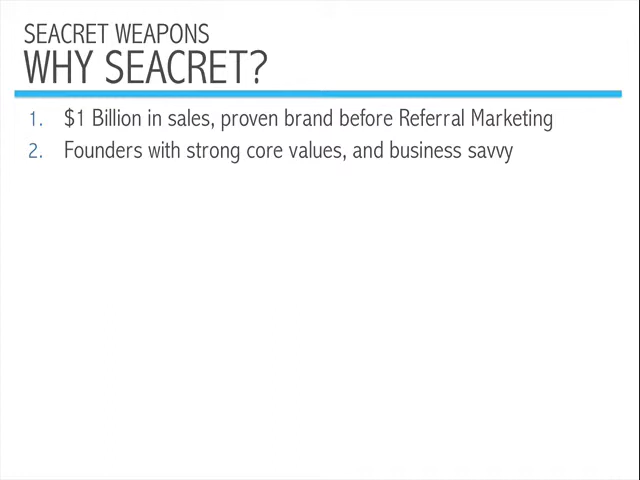 SEACRET WEAPONS
WHY SEACRET?
1. $1 Billion in sales, proven brand before Referral Marketing
2. Founders with strong core values, and business savvy